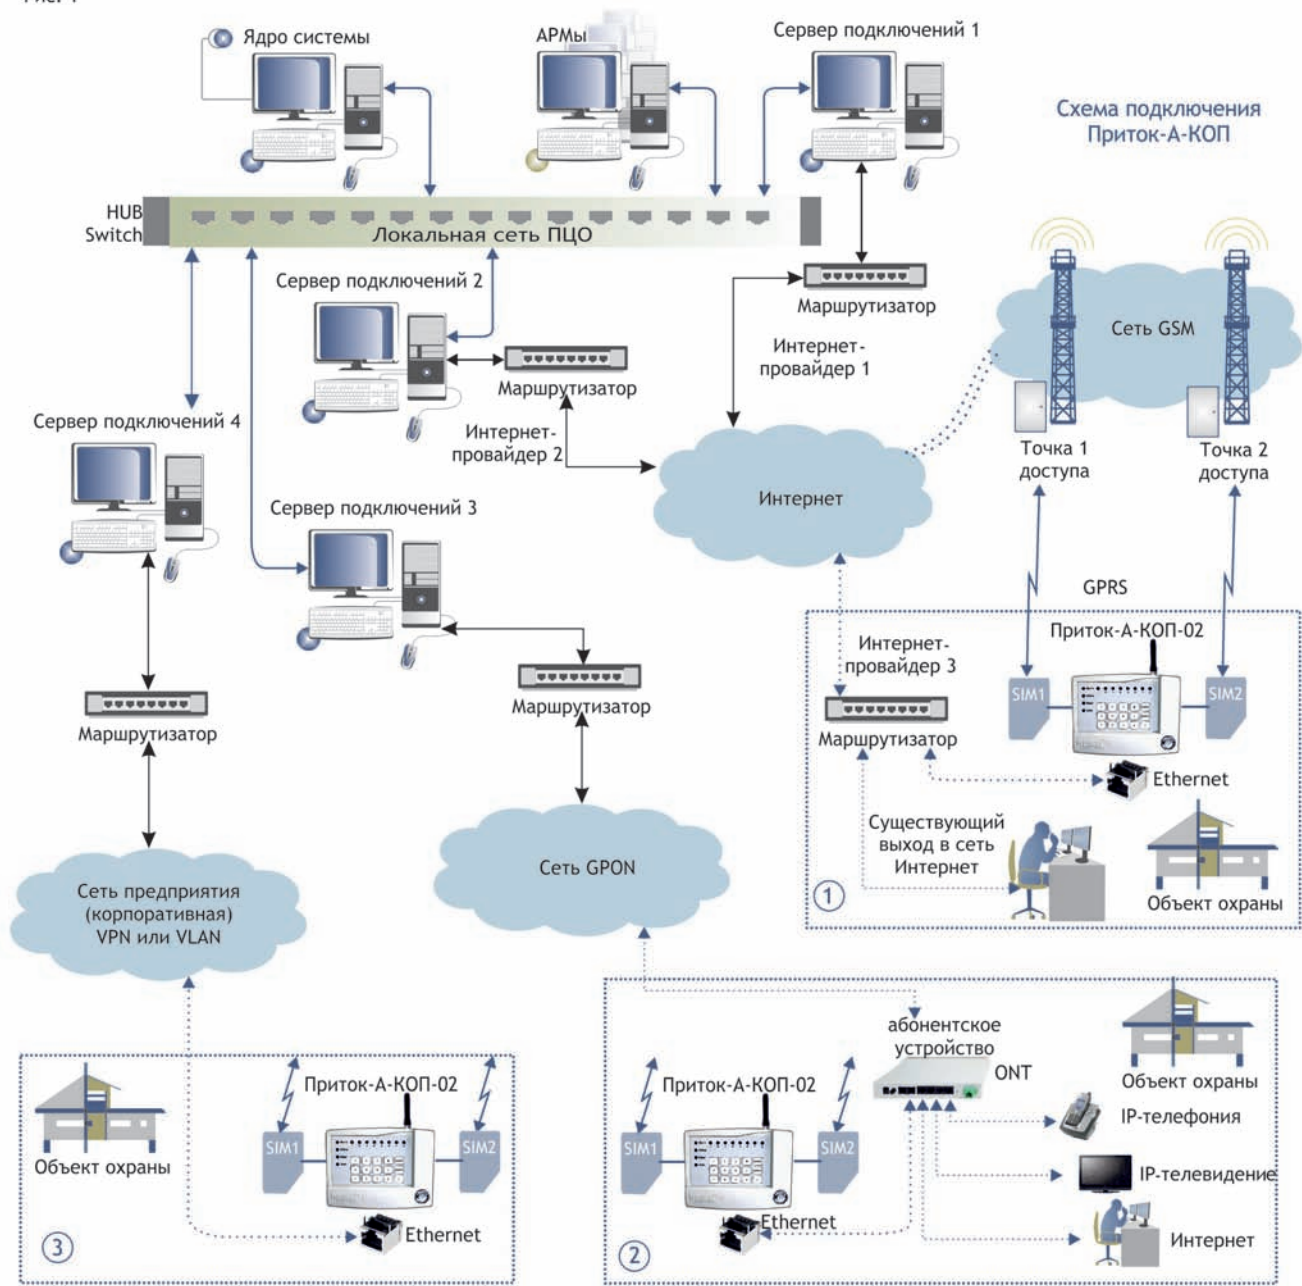 Рис. 1
Ядро системы
АРМы
Сервер подключений 1
Схема подключения
Приток-А-КОП
HUB
Switch
Локальная сеть ПЦО
Сервер подключений 2
Маршрутизатор
Маршрутизатор
Интернет-
провайдер 1
Сеть GSM
Сервер подключений 4
Интернет-
провайдер 2
Точка 1
доступа
Точка 2
доступа
Интернет
Сервер подключений 3
GPRS
Приток-А-КОП-02
Интернет-
провайдер 3
SIM1
SIM2
Маршрутизатор
Маршрутизатор
Маршрутизатор
Ethernet
Существующий
выход в сеть
Интернет
Объект охраны
1
Сеть GPON
Сеть предприятия
(корпоративная)
VPN или VLAN
абонентское
устройство
ONT
Объект охраны
Приток-А-КОП-02
SIM1
SIM2
IP-телефония
IP-телевидение
Ethernet
Интернет
2
Приток-А-КОП-02
SIM1
SIM2
Объект охраны
Ethernet
3